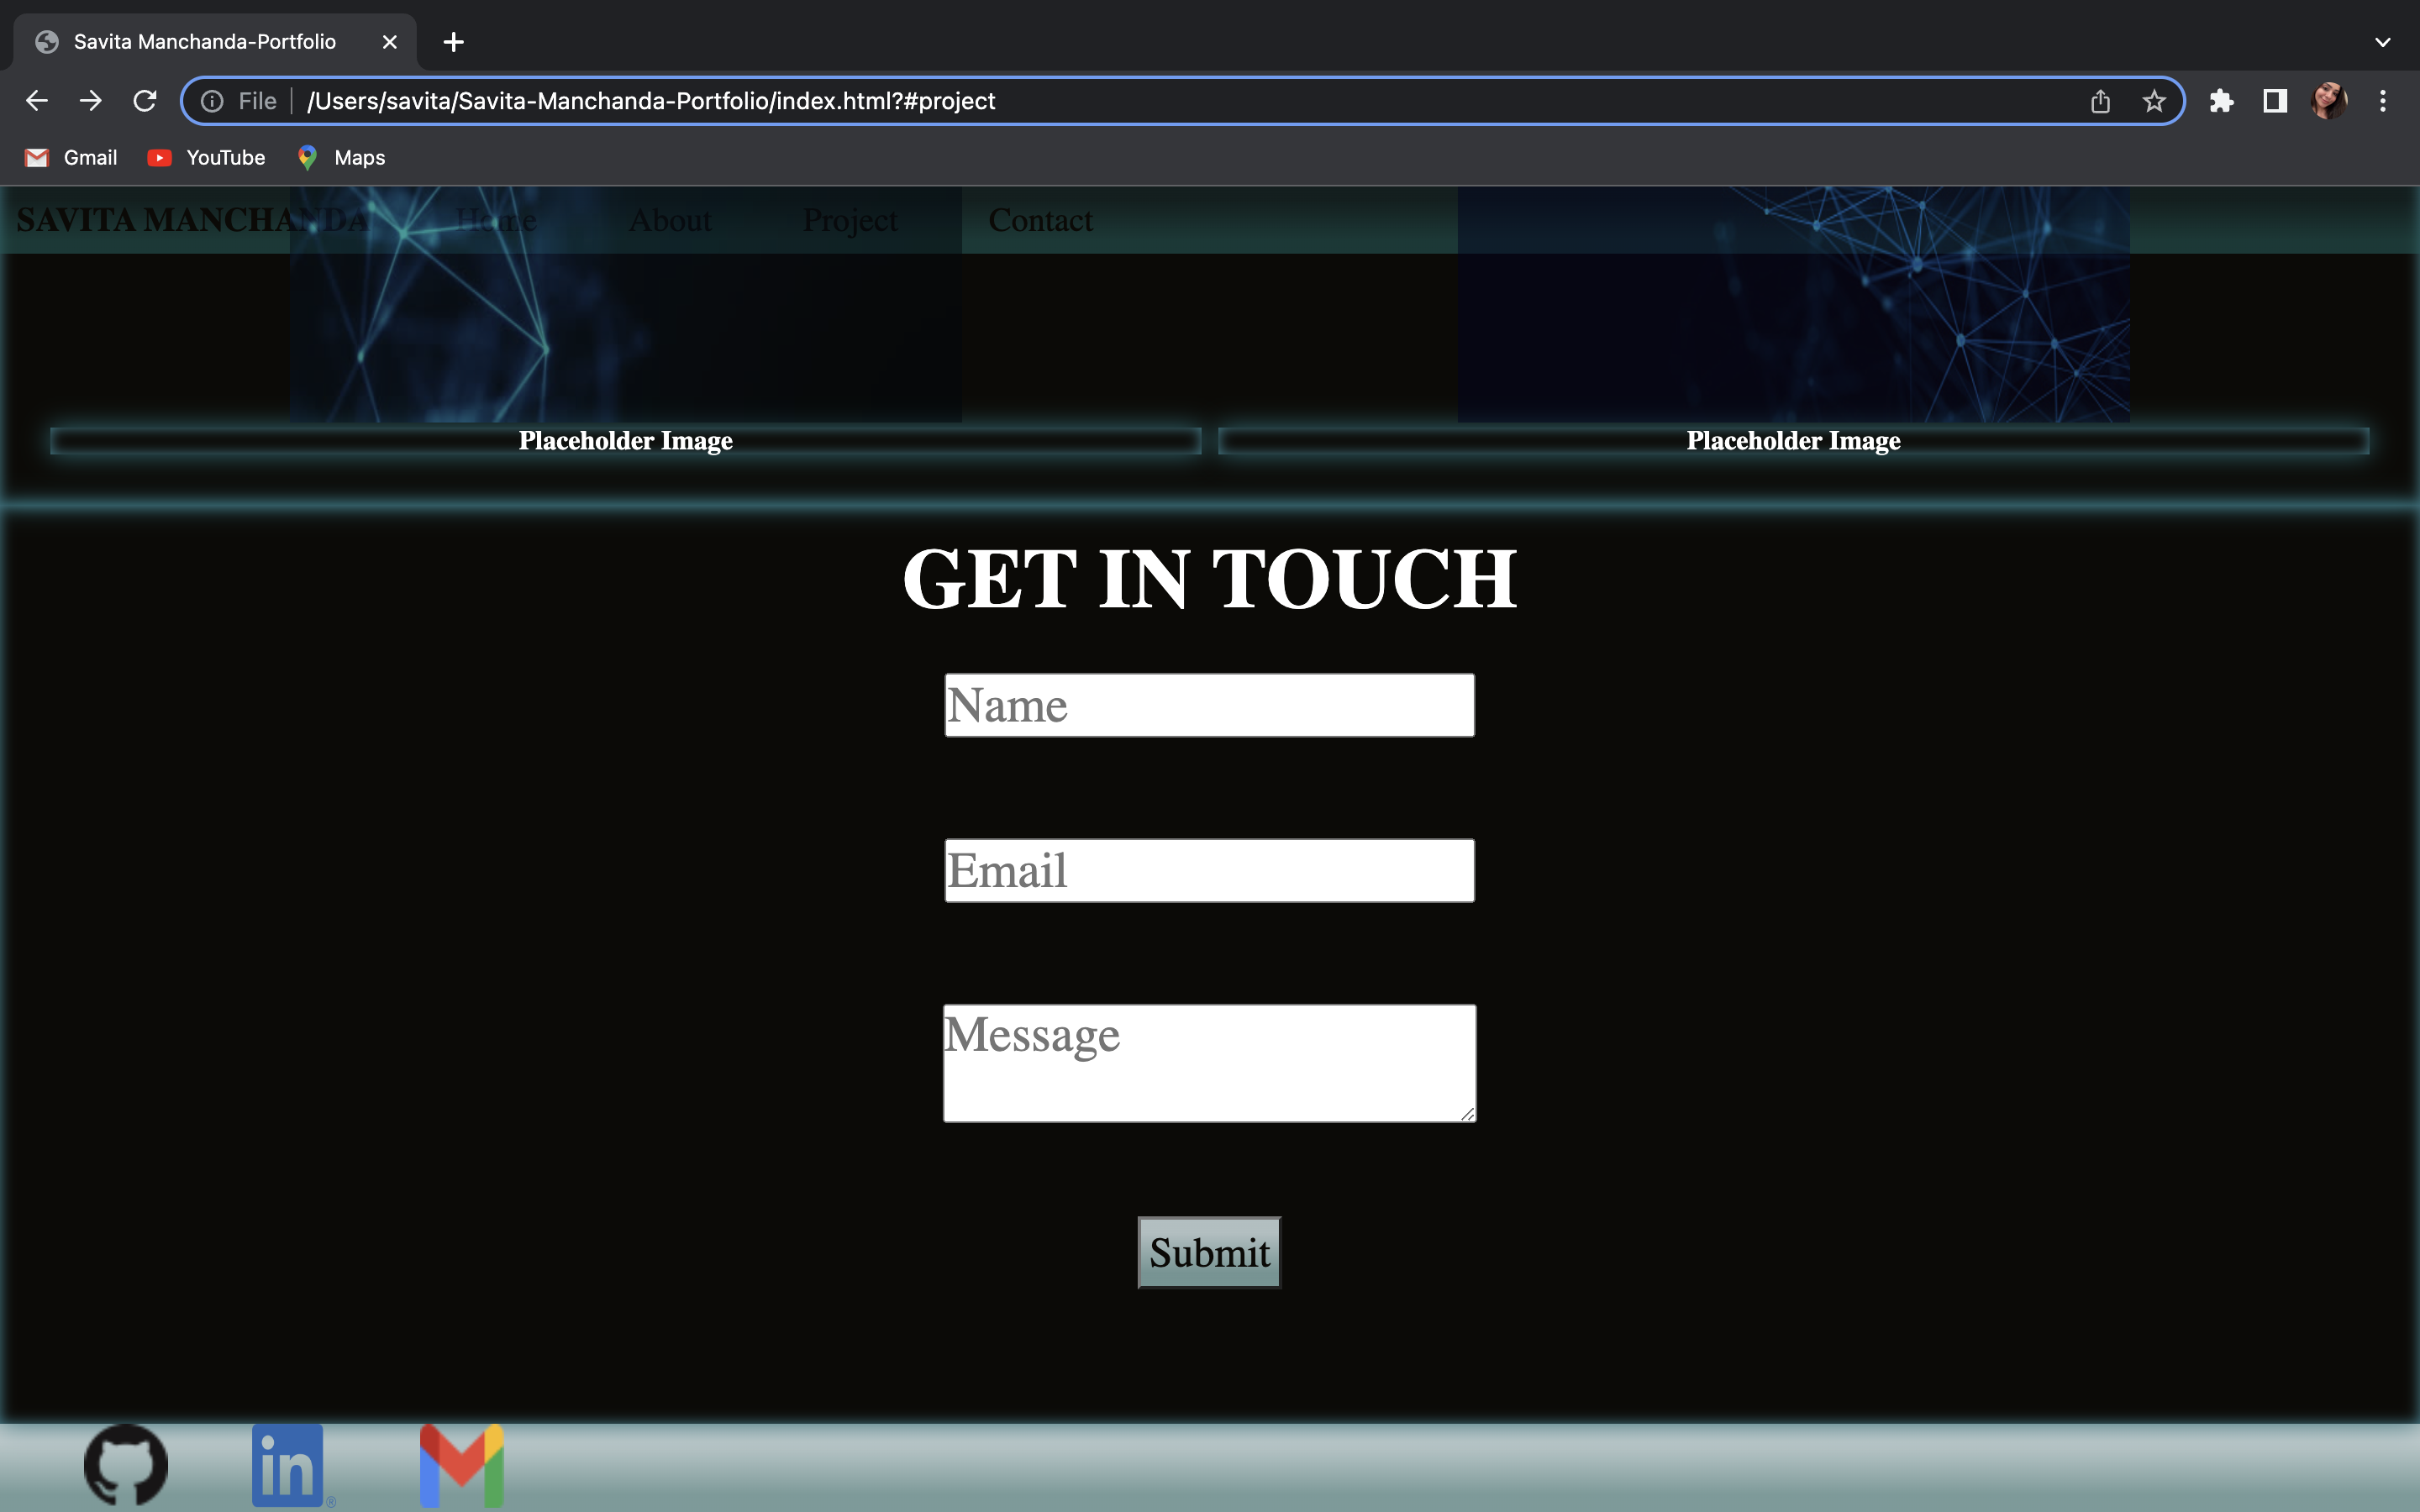 Savita Manchanda-Portfolio
File /Users/savita/Savita-Manchanda-Portfolio/index.html?#project
Gmail YouTube Maps
SAVITA MANCHANDA Home About Project Contact
Placeholder Image Placeholder Image
GET IN TOUCH
Name
Email
Message
Submit
in ®